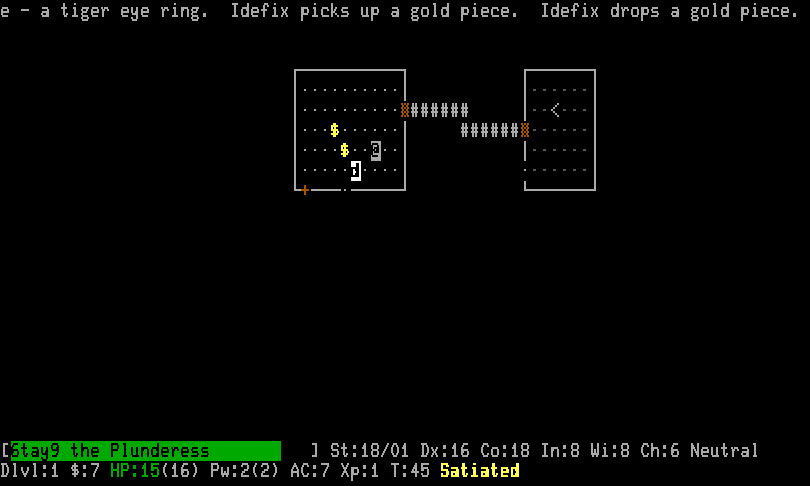 e - a tiger eye ring.  Idefix picks up a gold piece.  Idefix drops a gold piece.
[Stay9 the Plunderess          ] St:18/01 Dx:16 Co:18 In:8 Wi:8 Ch:6 Neutral
Dlvl:1 $:7 HP:15(16) Pw:2(2) AC:7 Xp:1 T:45 Satiated